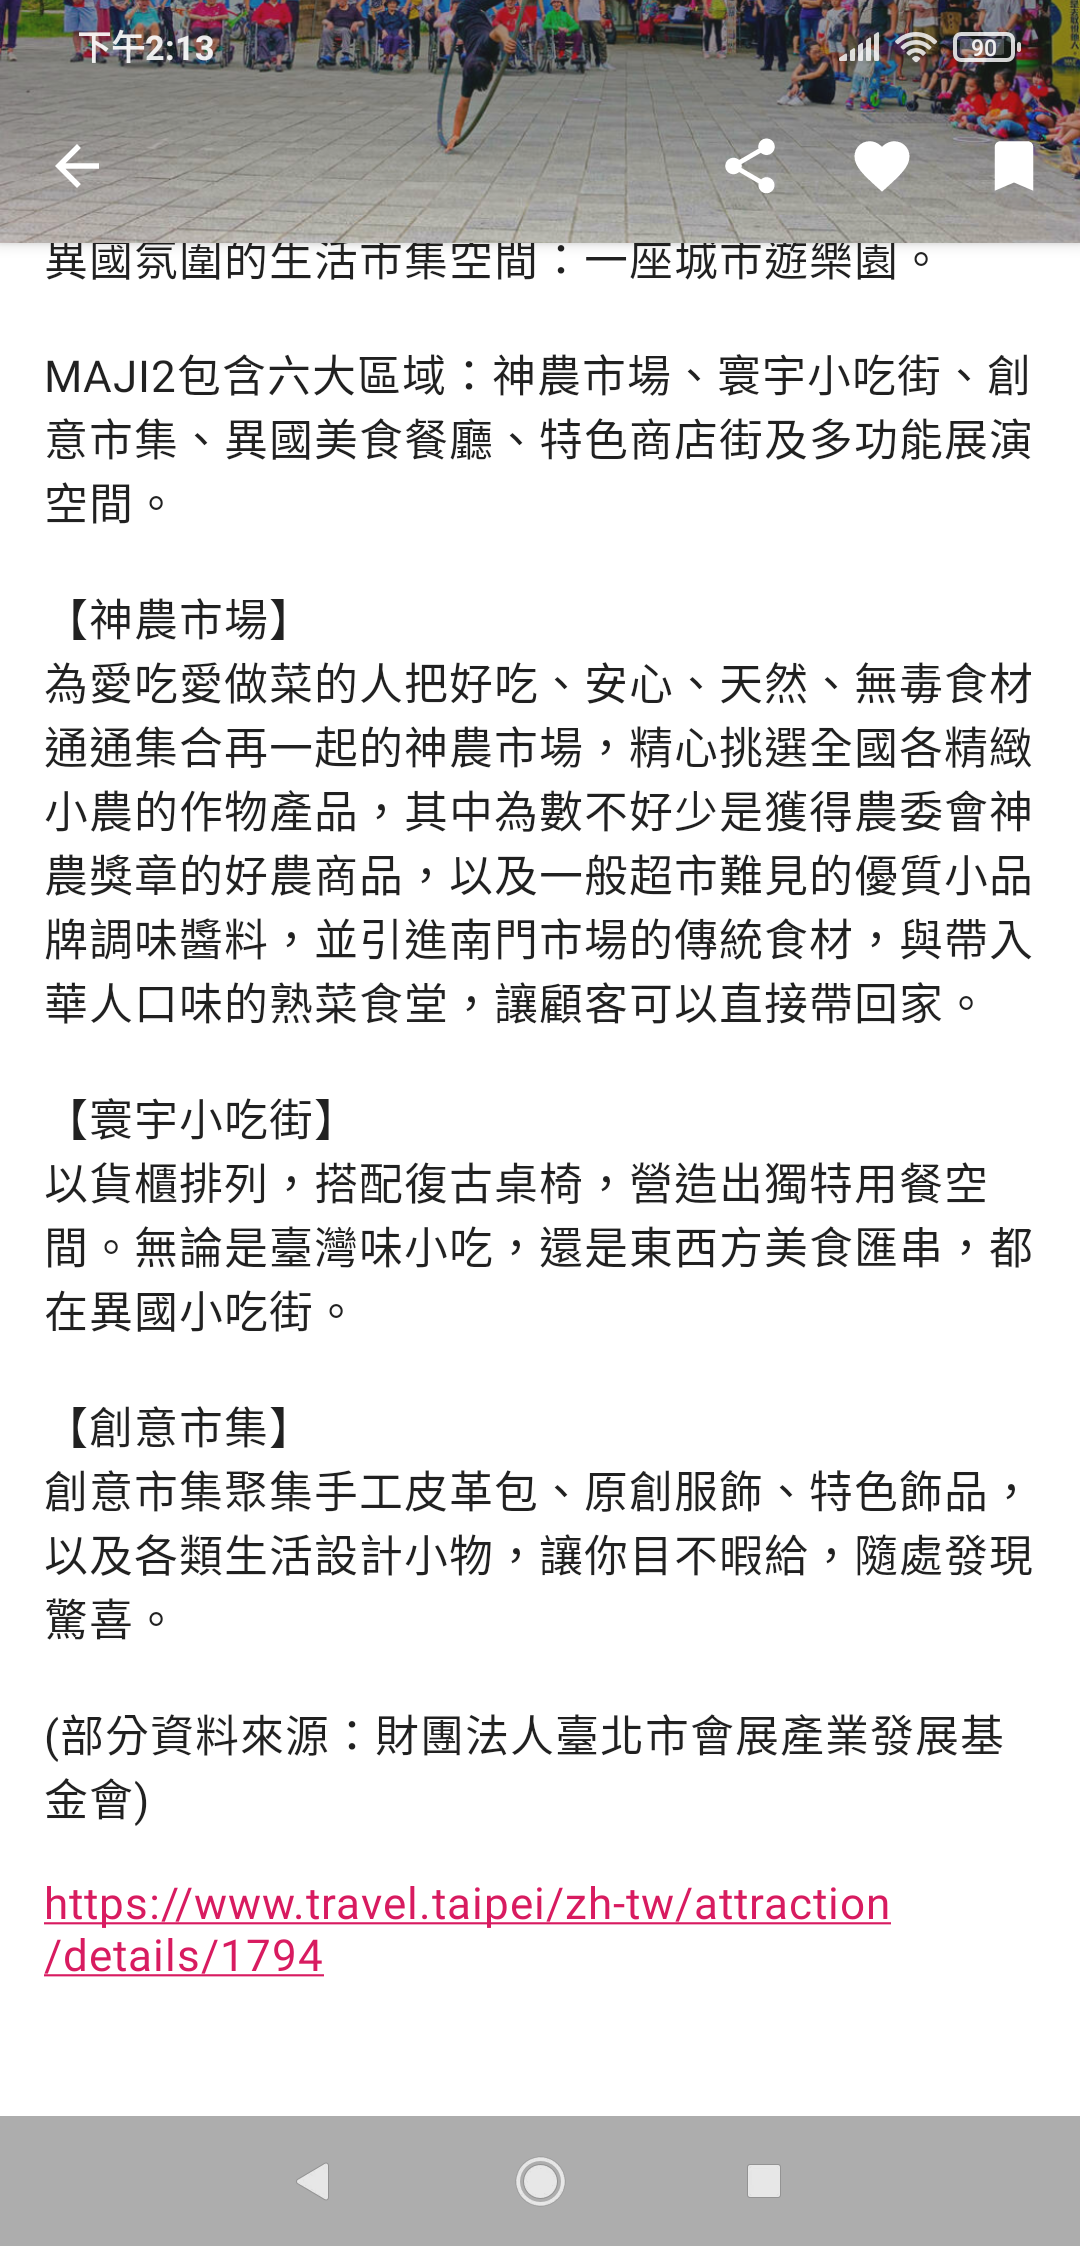 下午2:13
90
異國氛圍的生活市集空間：一座城市遊樂園。
MAJI2包含六大區域：神農市場、寰宇小吃街、創
意市集、異國美食餐廳、特色商店街及多功能展演
空間。
【神農市場】
為愛吃愛做菜的人把好吃、安心、天然、無毒食材
通通集合再一起的神農市場，精心挑選全國各精緻
小農的作物產品，其中為數不好少是獲得農委會神
農獎章的好農商品，以及一般超市難見的優質小品
牌調味醬料，並引進南門市場的傳統食材，與帶入
華人口味的熟菜食堂，讓顧客可以直接帶回家。
【寰宇小吃街】
以貨櫃排列，搭配復古桌椅，營造出獨特用餐空
間。無論是臺灣味小吃，還是東西方美食匯串，都
在異國小吃街。
【創意市集】
創意市集聚集手工皮革包、原創服飾、特色飾品，
以及各類生活設計小物，讓你目不暇給，隨處發現
驚喜。
(部分資料來源：財團法人臺北市會展產業發展基
金會)
https://www.travel.taipei/zh-tw/attraction
/details/1794